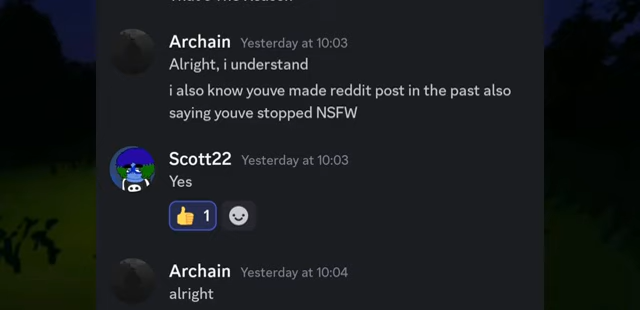 Archain Yesterday at 10:03
Alright, i understand
i also know youve made reddit post in the past also
saying youve stopped NSFW
Scott22 Yesterday at 10:03
Yes
👍 1
Archain Yesterday at 10:04
alright